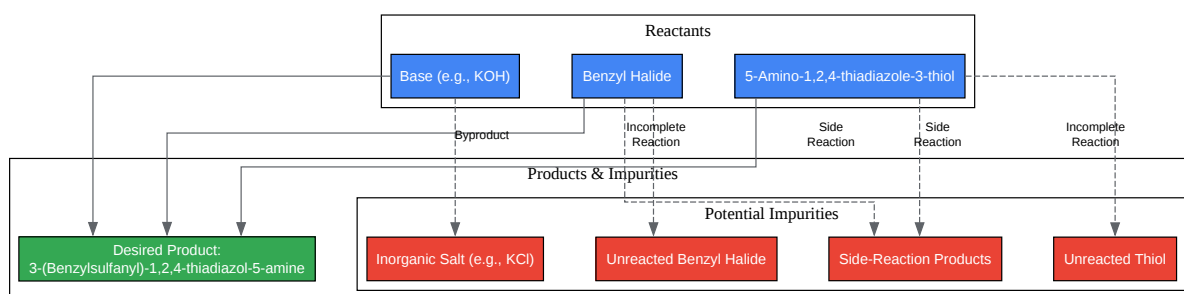 Reactants
Base (e.g., KOH)
Benzyl Halide
5-Amino-1,2,4-thiadiazole-3-thiol
Byproduct
Incomplete
Reaction
Side
Reaction
Side
Reaction
Incomplete
Reaction
Products & Impurities
Potential Impurities
Desired Product:
3-(Benzylsulfanyl)-1,2,4-thiadiazol-5-amine
Inorganic Salt (e.g., KCl)
Unreacted Benzyl Halide
Side-Reaction Products
Unreacted Thiol